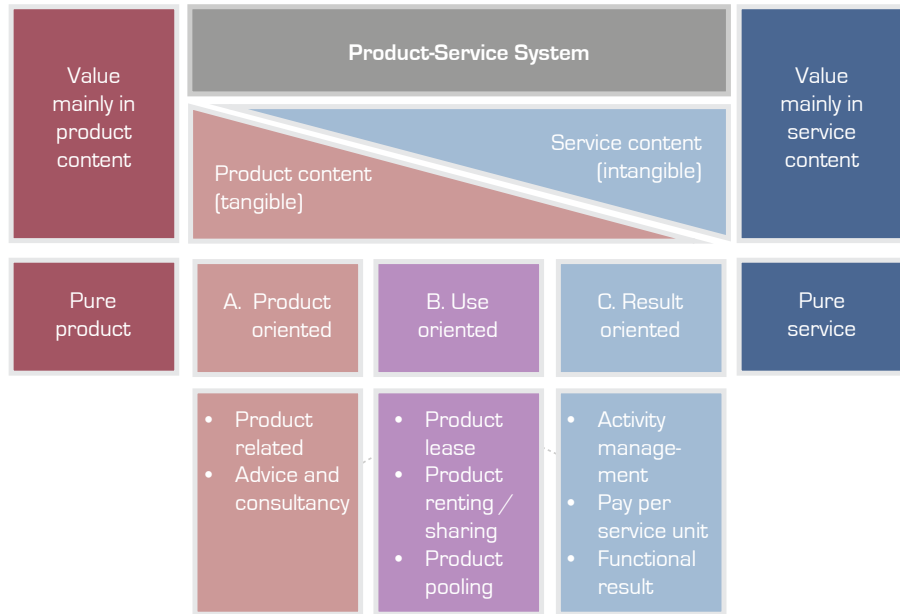 Value
mainly in
product
content
Product-Service System
Product content
(tangible)
Service content
(intangible)
Value
mainly in
service
content
Pure
product
A. Product
oriented
B. Use
oriented
C. Result
oriented
Pure
service
• Product
related
• Advice and
consultancy
• Product
lease
• Product
renting /
sharing
• Product
pooling
• Activity
manage-
ment
• Pay per
service unit
• Functional
result